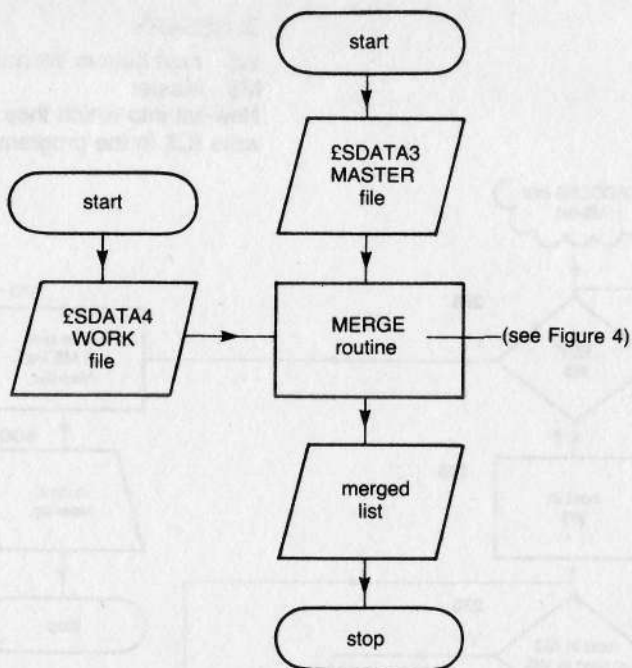 start
£SDATA3
MASTER
file
start
£SDATA4
WORK
file
MERGE
routine
(see Figure 4)
merged
list
stop